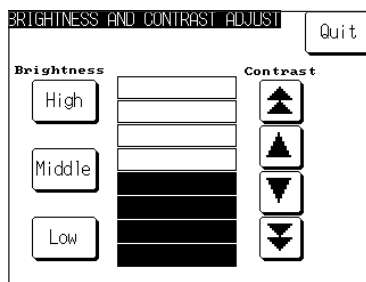 BRIGHTNESS AND CONTRAST ADJUST
Quit
Brightness
Contrast
High
Middle
Low